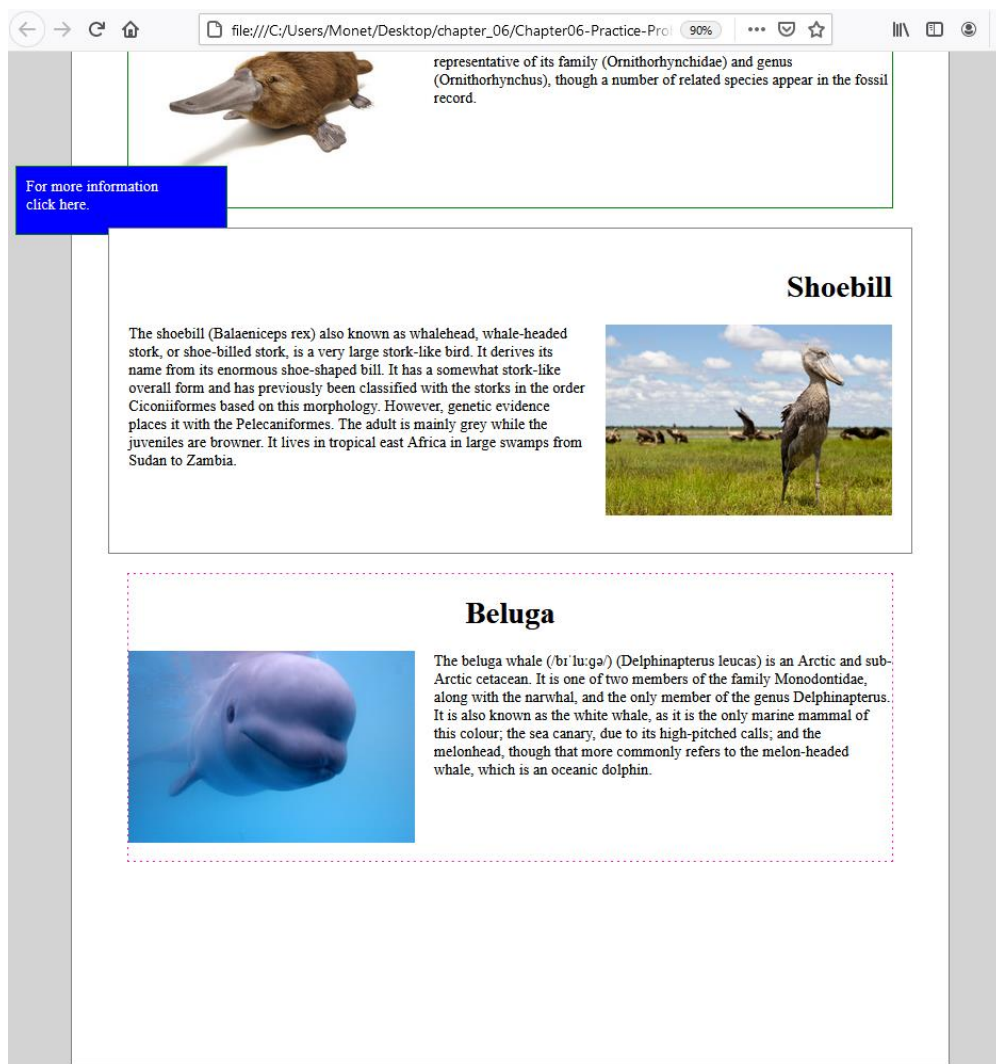 file:///C:/Users/Monet/Desktop/chapter_06/Chapter06-Practice-Pro
90%
representative of its family (Ornithorhynchidae) and genus
(Ornithorhynchus), though a number of related species appear in the fossil
record.
For more information
click here.
Shoebill
The shoebill (Balaeniceps rex) also known as whalehead, whale-headed
stork, or shoe-billed stork, is a very large stork-like bird. It derives its
name from its enormous shoe-shaped bill. It has a somewhat stork-like
overall form and has previously been classified with the storks in the order
Ciconiiformes based on this morphology. However, genetic evidence
places it with the Pelecaniformes. The adult is mainly grey while the
juveniles are browner. It lives in tropical east Africa in large swamps from
Sudan to Zambia.
Beluga
The beluga whale (/bɪˈluːɡə/) (Delphinapterus leucas) is an Arctic and sub-
Arctic cetacean. It is one of two members of the family Monodontidae,
along with the narwhal, and the only member of the genus Delphinapterus.
It is also known as the white whale, as it is the only marine mammal of
this colour; the sea canary, due to its high-pitched calls; and the
melonhead, though that more commonly refers to the melon-headed
whale, which is an oceanic dolphin.